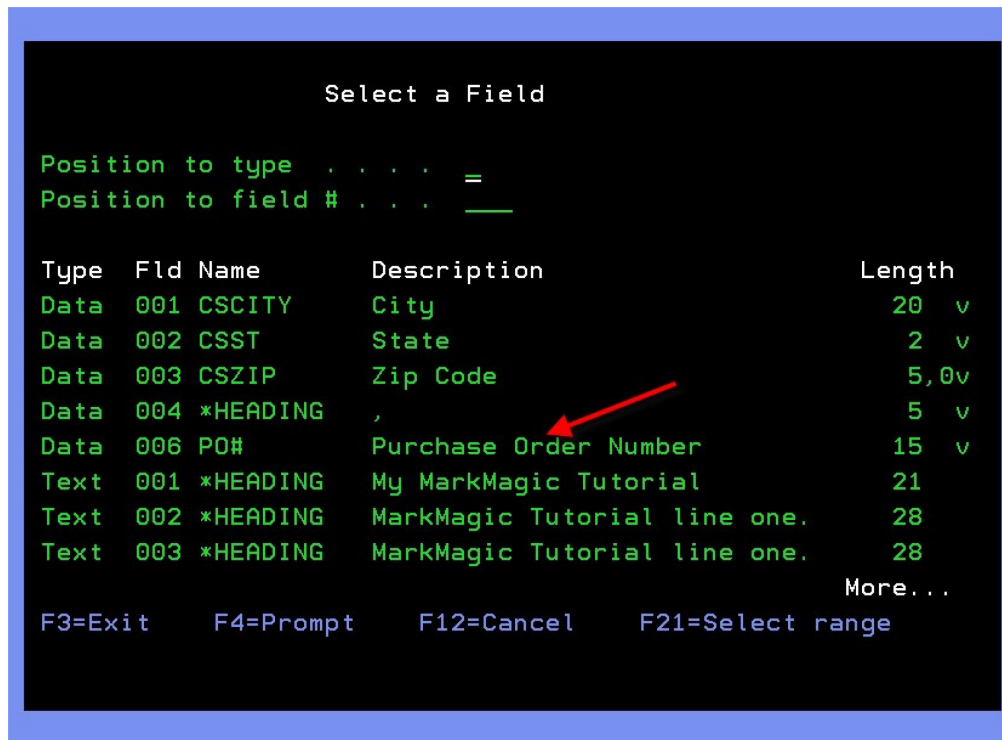 Select a Field
Position to type . . . . _
Position to field # . . . ___
Type Fld Name Description Length
Data 001 CSCITY City 20 v
Data 002 CSST State 2 v
Data 003 CSZIP Zip Code 5,0v
Data 004 *HEADING , 5 v
Data 006 PO# Purchase Order Number 15 v
Text 001 *HEADING My MarkMagic Tutorial 21
Text 002 *HEADING MarkMagic Tutorial line one. 28
Text 003 *HEADING MarkMagic Tutorial line one. 28
More...
F3=Exit F4=Prompt F12=Cancel F21=Select range